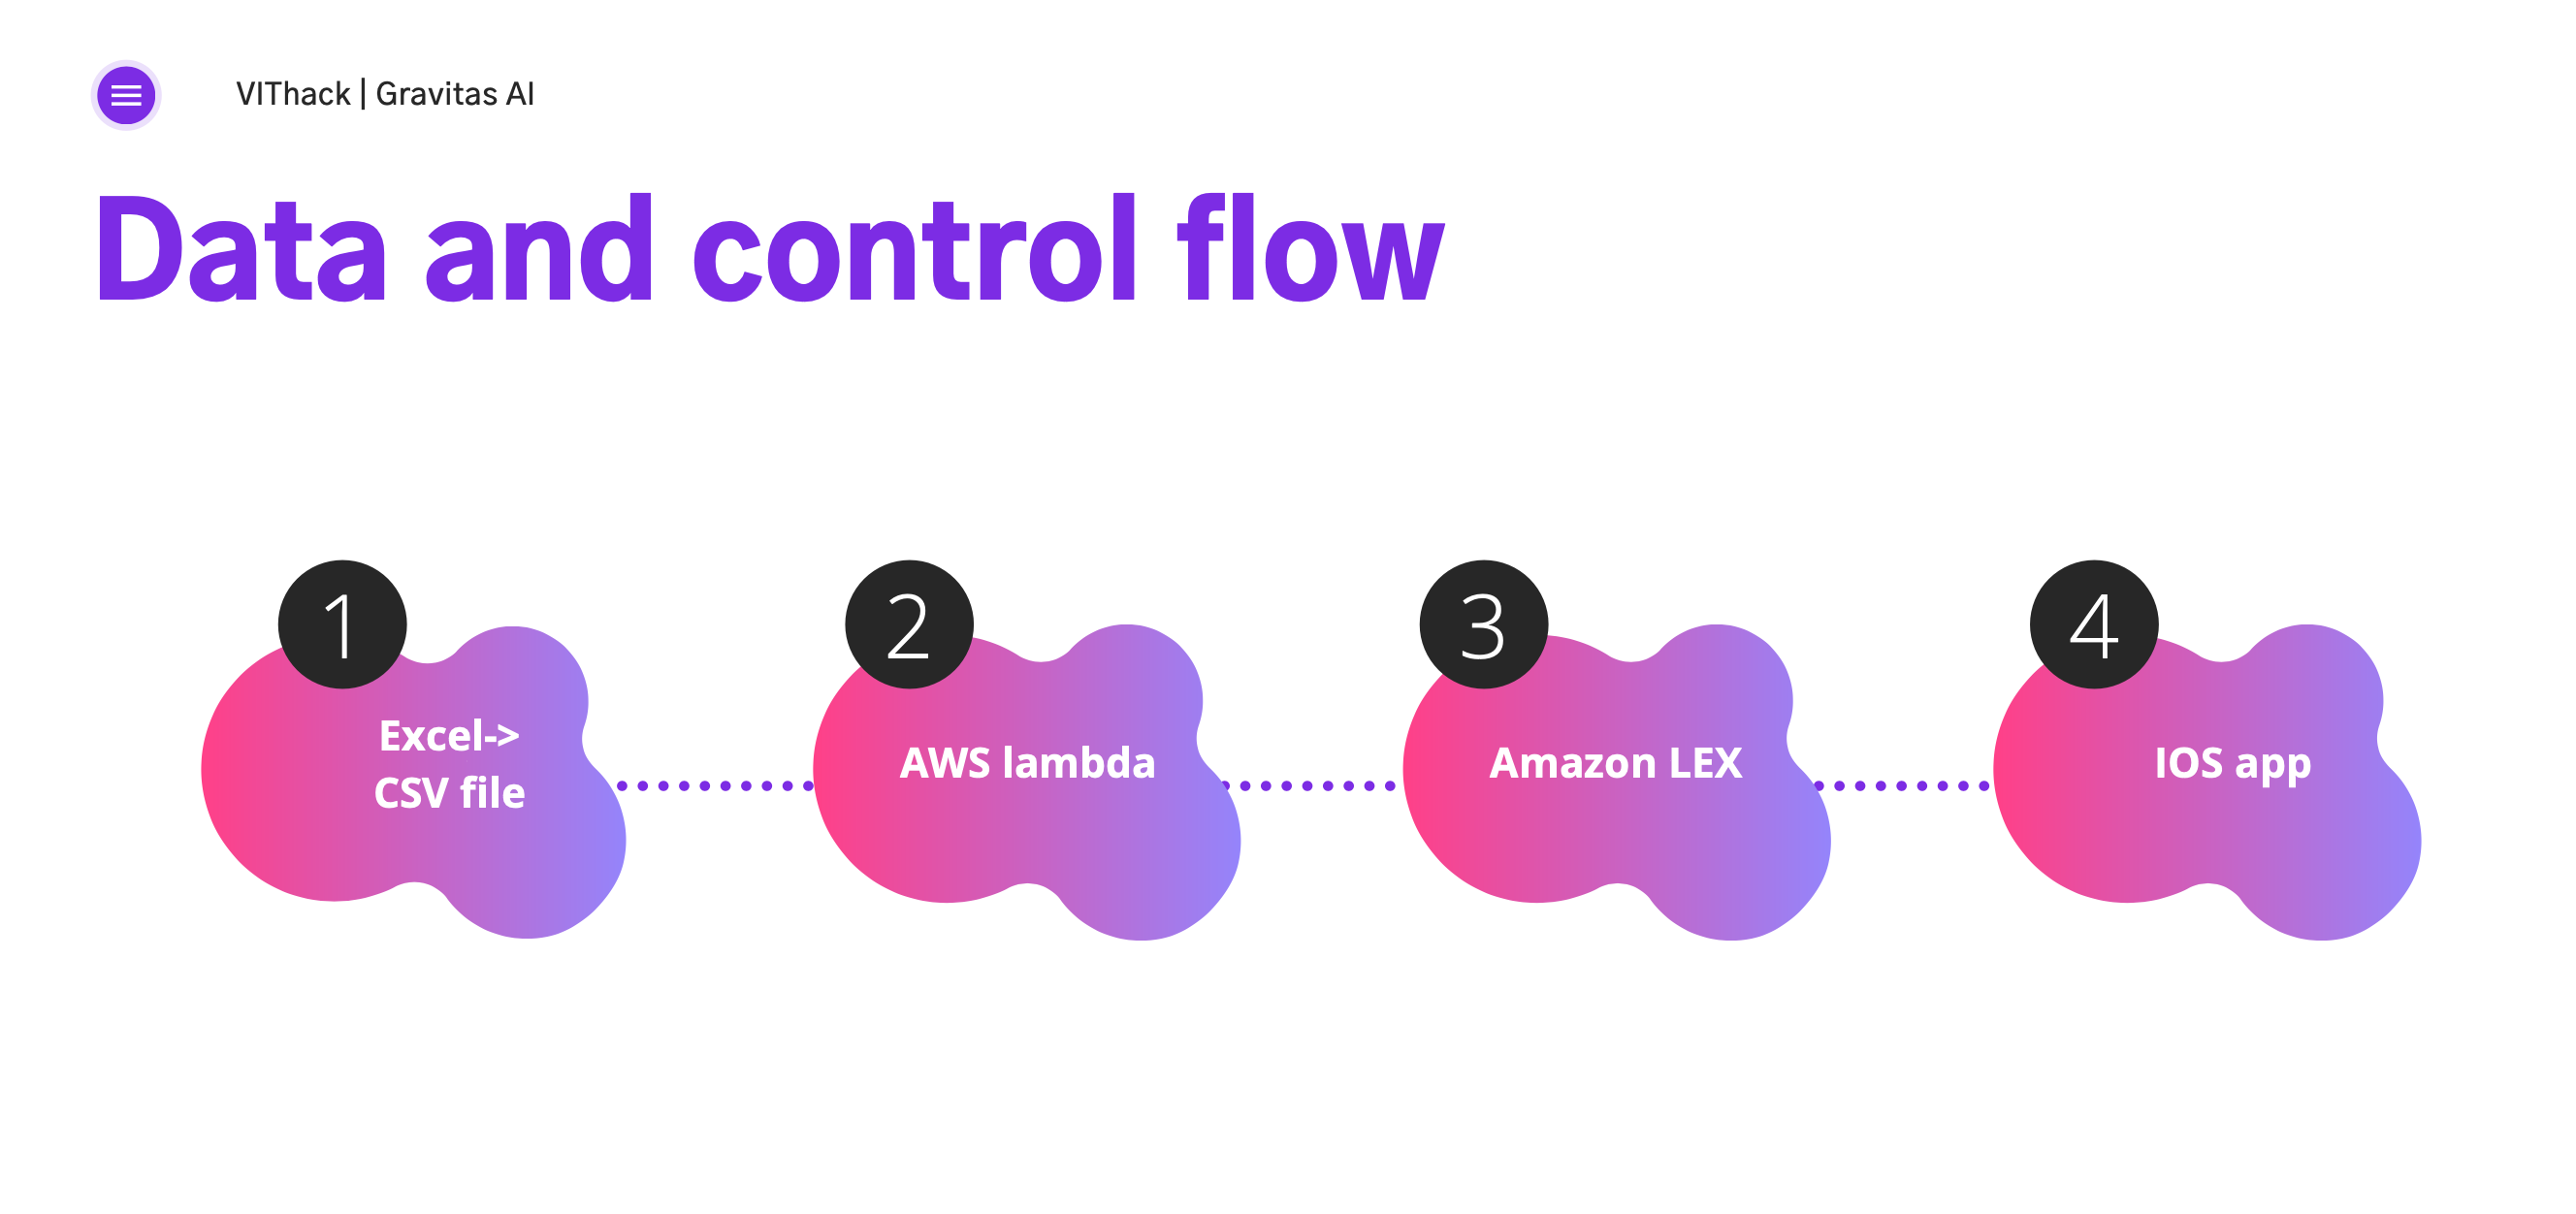 VIThack | Gravitas AI
Data and control flow
1
Excel->
CSV file
2
AWS lambda
3
Amazon LEX
4
IOS app